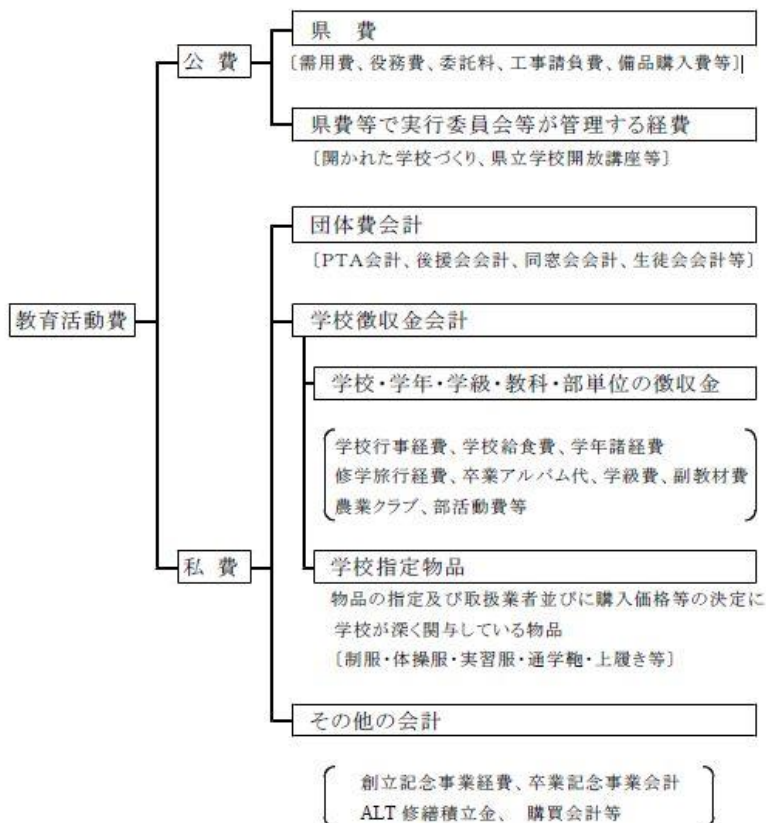 県 費
公 費
〔需用費、役務費、委託料、工事請負費、備品購入費等〕
県費等で実行委員会等が管理する経費
〔開かれた学校づくり、県立学校開放講座等〕
団体費会計
〔PTA会計、後援会会計、同窓会会計、生徒会会計等〕
教育活動費
学校徴収金会計
学校・学年・学級・教科・部単位の徴収金
学校行事経費、学校給食費、学年諸経費
修学旅行経費、卒業アルバム代、学級費、副教材費
農業クラブ、部活動費等
私 費
学校指定物品
物品の指定及び取扱業者並びに購入価格等の決定に
学校が深く関与している物品
〔制服・体操服・実習服・通学鞄・上履き等〕
その他の会計
創立記念事業経費、卒業記念事業会計
ALT 修繕積立金、 購買会計等